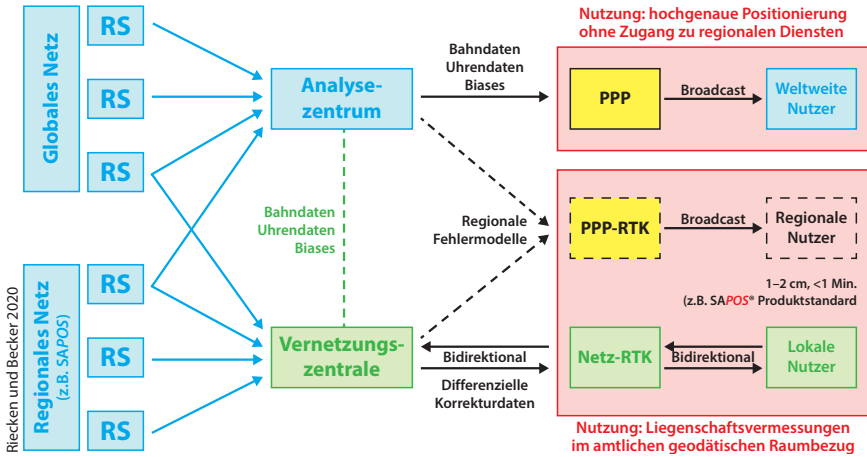 Nutzung: hochgenaue Positionierung
ohne Zugang zu regionalen Diensten
Globales Netz
RS
RS
RS
Analyse-
zentrum
Bahndaten
Uhrendaten
Biases
PPP
Broadcast
Weltweite
Nutzer
Bahndaten
Uhrendaten
Biases
Regionale
Fehlermodelle
PPP-RTK
Broadcast
Regionale
Nutzer
1–2 cm, <1 Min.
(z.B. SAPOS® Produktstandard
Regionales Netz
(z.B. SAPOS)
RS
RS
RS
Vernetzungs-
zentrale
Bidirektional
Differenzielle
Korrekturdaten
Netz-RTK
Bidirektional
Lokale
Nutzer
Nutzung: Liegenschaftsvermessungen
im amtlichen geodätischen Raumbezug
Riecken und Becker 2020